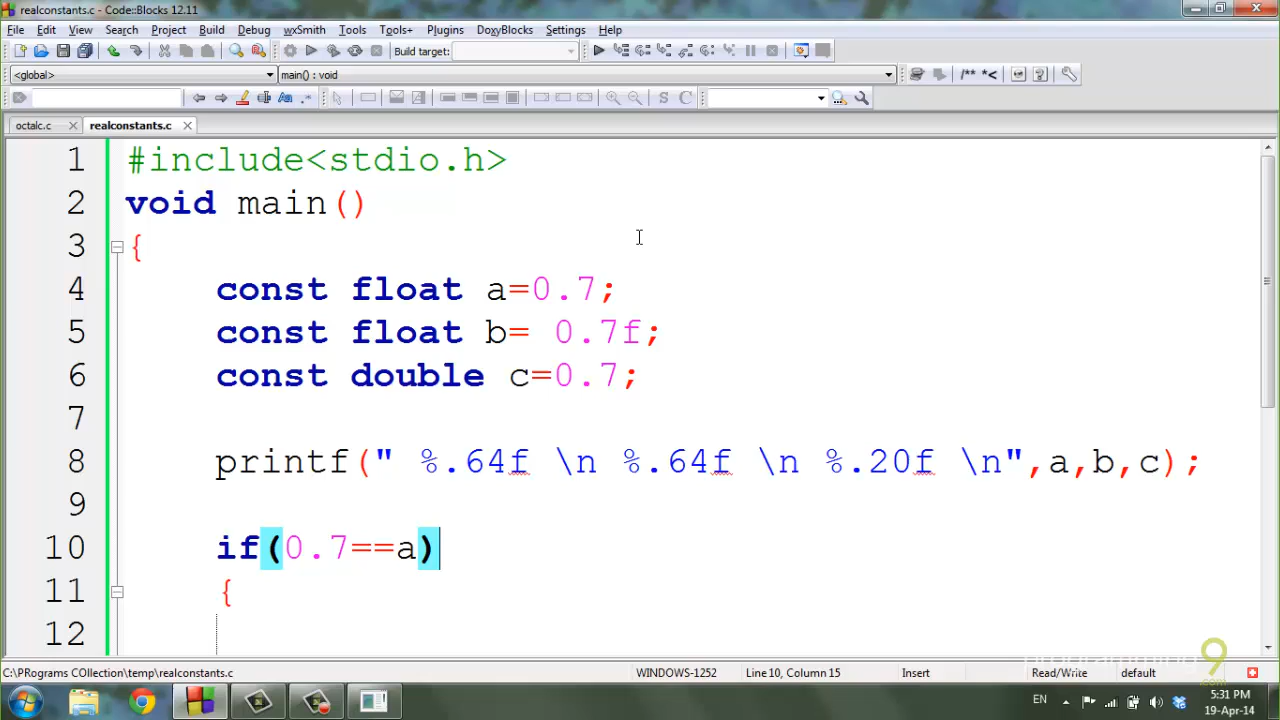 realconstants.c - Code::Blocks 12.11
File Edit View Search Project Build Debug wxSmith Tools Tools+ Plugins DoxyBlocks Settings Help
Build target:
<global> main() : void
/** *<
S C
octalc.c realconstants.c
1 #include<stdio.h>
2 void main()
3 {
4 const float a=0.7;
5 const float b= 0.7f;
6 const double c=0.7;
7
8 printf(" %.64f \n %.64f \n %.20f \n",a,b,c);
9
10 if(0.7==a)
11 {
12
C:\PRograms COllection\temp\realconstants.c WINDOWS-1252 Line 10, Column 15 Insert Read/Write default
9
.com
EN 5:31 PM
19-Apr-14